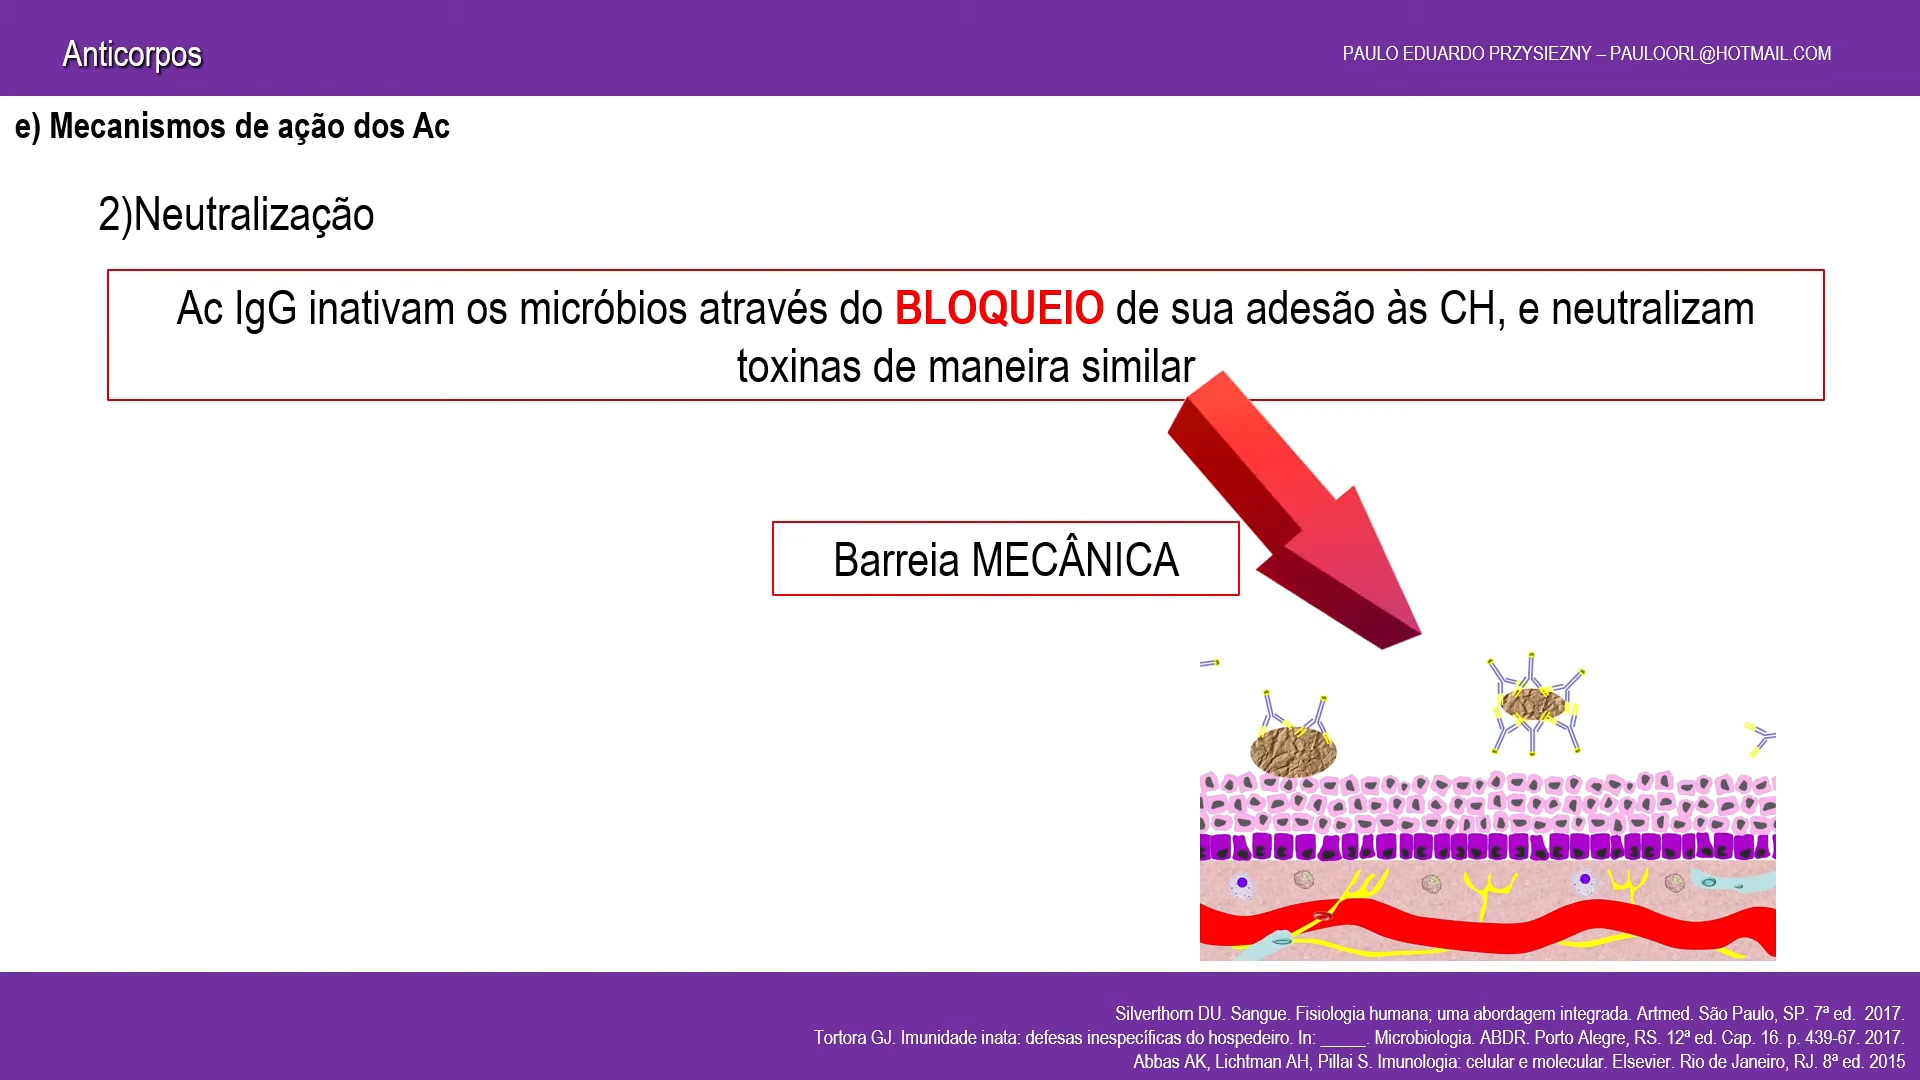 Anticorpos
PAULO EDUARDO PRZYSIEZNY – PAULOORL@HOTMAIL.COM
e) Mecanismos de ação dos Ac
2)Neutralização
Ac IgG inativam os micróbios através do BLOQUEIO de sua adesão às CH, e neutralizam
toxinas de maneira similar
Barreia MECÂNICA
Silverthorn DU. Sangue. Fisiologia humana; uma abordagem integrada. Artmed. São Paulo, SP. 7ª ed. 2017.
Tortora GJ. Imunidade inata: defesas inespecíficas do hospedeiro. In: _____. Microbiologia. ABDR. Porto Alegre, RS. 12ª ed. Cap. 16. p. 439-67. 2017.
Abbas AK, Lichtman AH, Pillai S. Imunologia: celular e molecular. Elsevier. Rio de Janeiro, RJ. 8ª ed. 2015